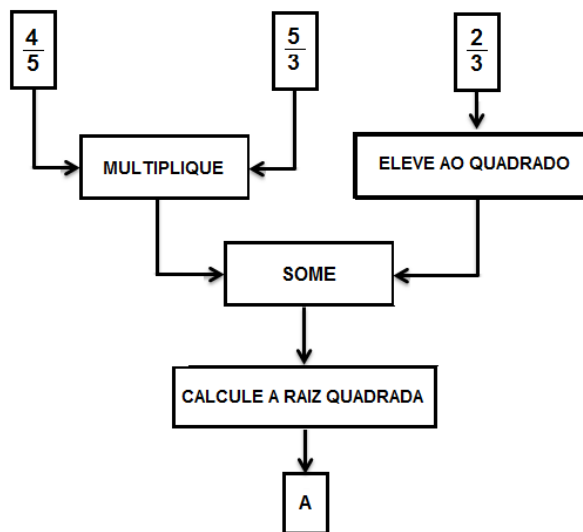 4/5 5/3 2/3
MULTIPLIQUE ELEVE AO QUADRADO
SOME
CALCULE A RAIZ QUADRADA
A